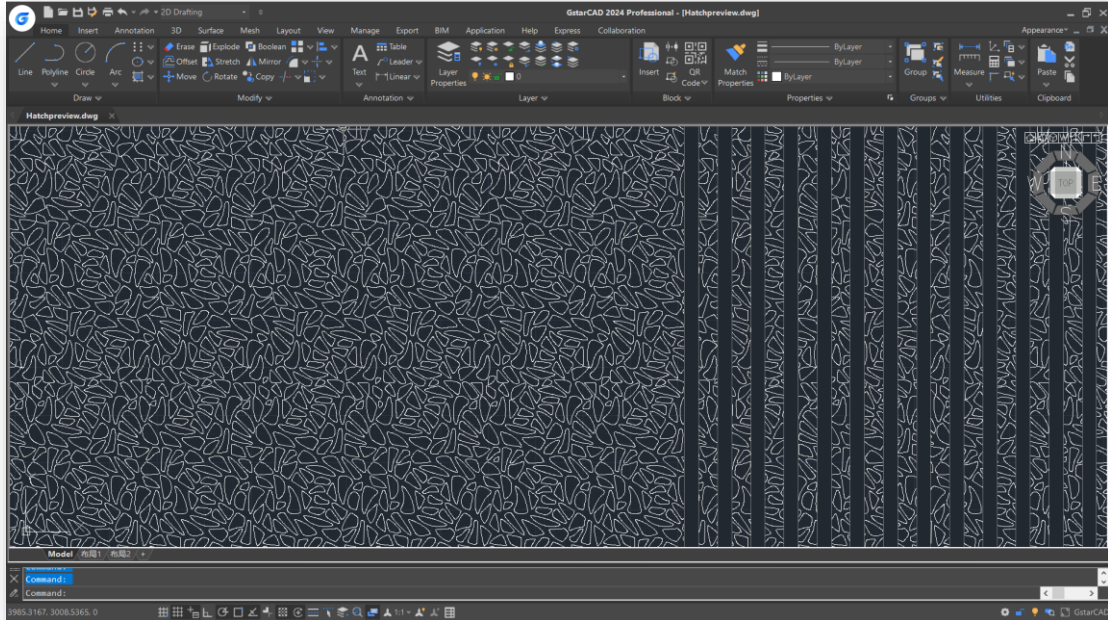 2D Drafting
GstarCAD 2024 Professional - [Hatchpreview.dwg]
Home Insert Annotation 3D Surface Mesh Layout View Manage Export BIM Application Help Express Collaboration Appearance
Line Polyline Circle Arc
Erase Explode Boolean
Offset Stretch Mirror
Move Rotate Copy
Text Table
Leader
Linear
Layer Properties
0
Insert QR Code
Match Properties
ByLayer
ByLayer
ByLayer
Group Measure Paste
Draw Modify Annotation Layer Block Properties Groups Utilities Clipboard
Hatchpreview.dwg
N
W TOP E
S
Model 布局1 布局2 +
Command:
Command:
3985.3167, 3008.5365, 0
1:1
GstarCAD